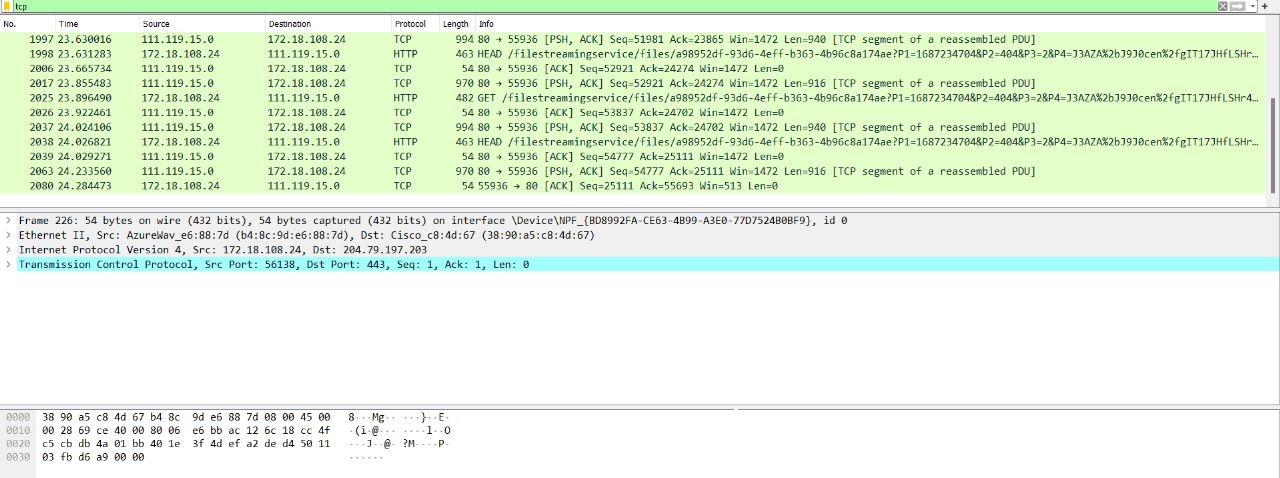 tcp
No. Time Source Destination Protocol Length Info
1997 23.630016 111.119.15.0 172.18.108.24 TCP 994 80 → 55936 [PSH, ACK] Seq=51981 Ack=23865 Win=1472 Len=940 [TCP segment of a reassembled PDU]
1998 23.631283 172.18.108.24 111.119.15.0 HTTP 463 HEAD /filestreamingservice/files/a98952df-93d6-4eff-b363-4b96c8a174ae?P1=1687234704&P2=404&P3=2&P4=J3AZA%2bJ9J0cen%2fgIT17JHfLSHr…
2006 23.665734 111.119.15.0 172.18.108.24 TCP 54 80 → 55936 [ACK] Seq=52921 Ack=24274 Win=1472 Len=0
2017 23.855483 111.119.15.0 172.18.108.24 TCP 970 80 → 55936 [PSH, ACK] Seq=52921 Ack=24274 Win=1472 Len=916 [TCP segment of a reassembled PDU]
2025 23.896490 172.18.108.24 111.119.15.0 HTTP 482 GET /filestreamingservice/files/a98952df-93d6-4eff-b363-4b96c8a174ae?P1=1687234704&P2=404&P3=2&P4=J3AZA%2bJ9J0cen%2fgIT17JHfLSHr4…
2026 23.922461 111.119.15.0 172.18.108.24 TCP 54 80 → 55936 [ACK] Seq=53837 Ack=24702 Win=1472 Len=0
2037 24.024106 111.119.15.0 172.18.108.24 TCP 994 80 → 55936 [PSH, ACK] Seq=53837 Ack=24702 Win=1472 Len=940 [TCP segment of a reassembled PDU]
2038 24.026821 172.18.108.24 111.119.15.0 HTTP 463 HEAD /filestreamingservice/files/a98952df-93d6-4eff-b363-4b96c8a174ae?P1=1687234704&P2=404&P3=2&P4=J3AZA%2bJ9J0cen%2fgIT17JHfLSHr…
2039 24.029271 111.119.15.0 172.18.108.24 TCP 54 80 → 55936 [ACK] Seq=54777 Ack=25111 Win=1472 Len=0
2063 24.233560 111.119.15.0 172.18.108.24 TCP 970 80 → 55936 [PSH, ACK] Seq=54777 Ack=25111 Win=1472 Len=916 [TCP segment of a reassembled PDU]
2080 24.284473 172.18.108.24 111.119.15.0 TCP 54 55936 → 80 [ACK] Seq=25111 Ack=55693 Win=513 Len=0
Frame 226: 54 bytes on wire (432 bits), 54 bytes captured (432 bits) on interface \Device\NPF_{BD8992FA-CE63-4B99-A3E0-77D7524B0BF9}, id 0
Ethernet II, Src: AzureWav_e6:88:7d (b4:8c:9d:e6:88:7d), Dst: Cisco_c8:4d:67 (38:90:a5:c8:4d:67)
Internet Protocol Version 4, Src: 172.18.108.24, Dst: 204.79.197.203
Transmission Control Protocol, Src Port: 56138, Dst Port: 443, Seq: 1, Ack: 1, Len: 0
0000 38 90 a5 c8 4d 67 b4 8c 9d e6 88 7d 08 00 45 00 8···Mg·· ···}··E·
0010 00 28 69 ce 40 00 80 06 e6 bb ac 12 6c 18 cc 4f ·(i·@··· ····l··O
0020 c5 cb db 4a 01 bb 40 1e 3f 4d ef a2 de d4 50 11 ···J··@· ?M····P·
0030 03 fb d6 a9 00 00 ······